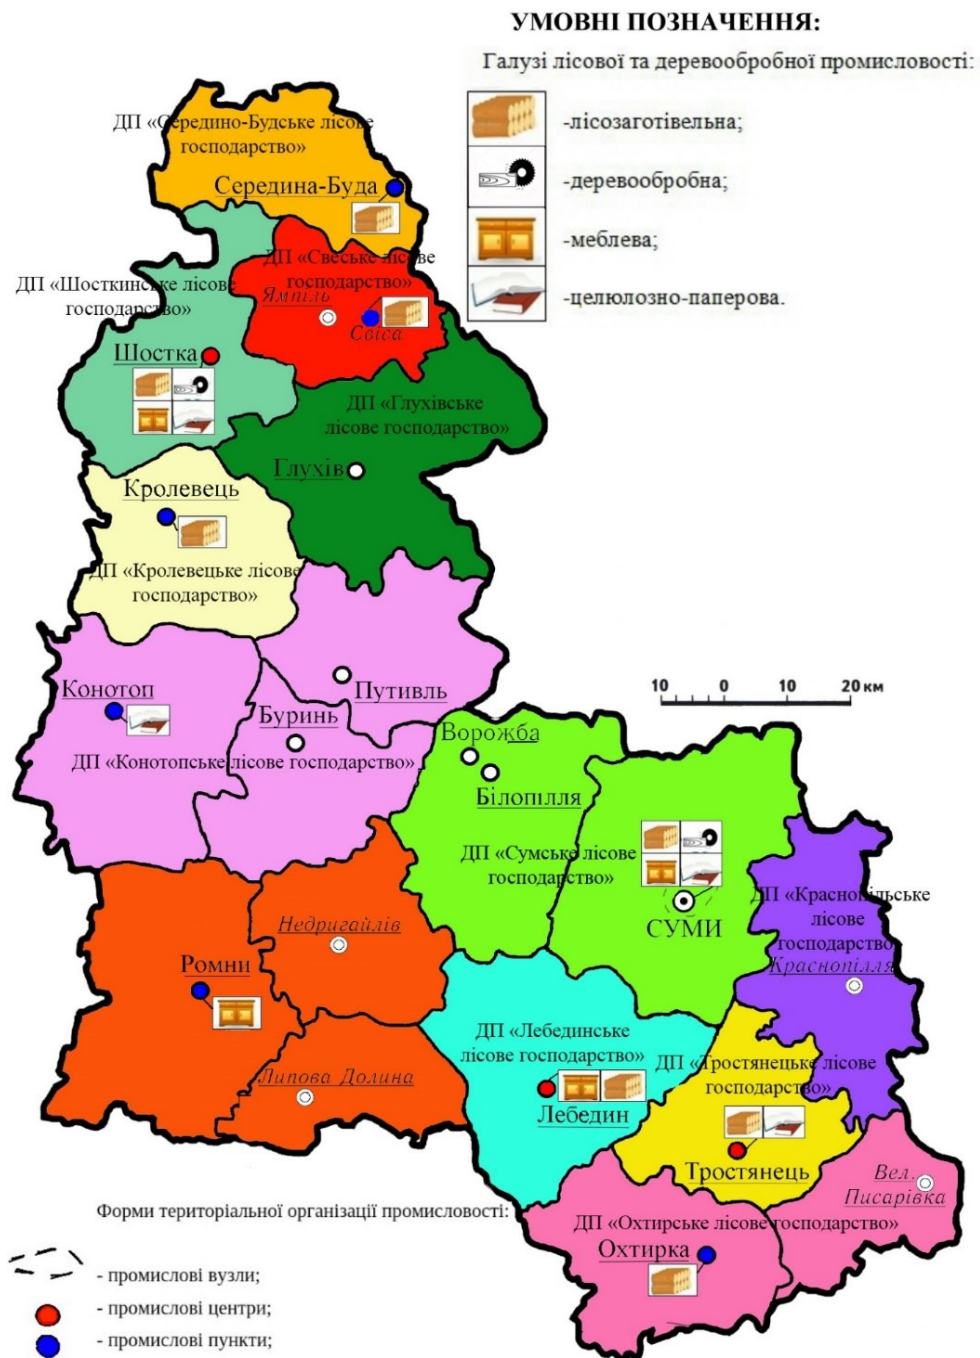 УМОВНІ ПОЗНАЧЕННЯ:
Галузі лісової та деревообробної промисловості:
-лісозаготівельна;
-деревообробна;
-меблева;
-целюлозно-паперова.
ДП «Середино-Будське лісове
господарство»
Середина-Буда
ДП «Свеське лісове
господарство»
Ямпіль
Свіса
ДП «Шосткинське лісове
господарство»
Шостка
ДП «Глухівське
лісове господарство»
Глухів
Кролевець
ДП «Кролевецьке лісове
господарство»
Путивль
Конотоп
Буринь
ДП «Конотопське лісове господарство»
10 0 10 20 км
Ворожба
Білопілля
ДП «Сумське лісове
господарство»
СУМИ
ДП «Краснопільське
лісове
господарство
Краснопілля
Недригайлів
Ромни
Липова Долина
ДП «Лебединське
лісове господарство»
Лебедин
ДП «Тростянецьке лісове
господарство»
Тростянець
Вел.
Писарівка
ДП «Охтирське лісове господарство»
Охтирка
Форми територіальної організації промисловості:
- промислові вузли;
- промислові центри;
- промислові пункти;